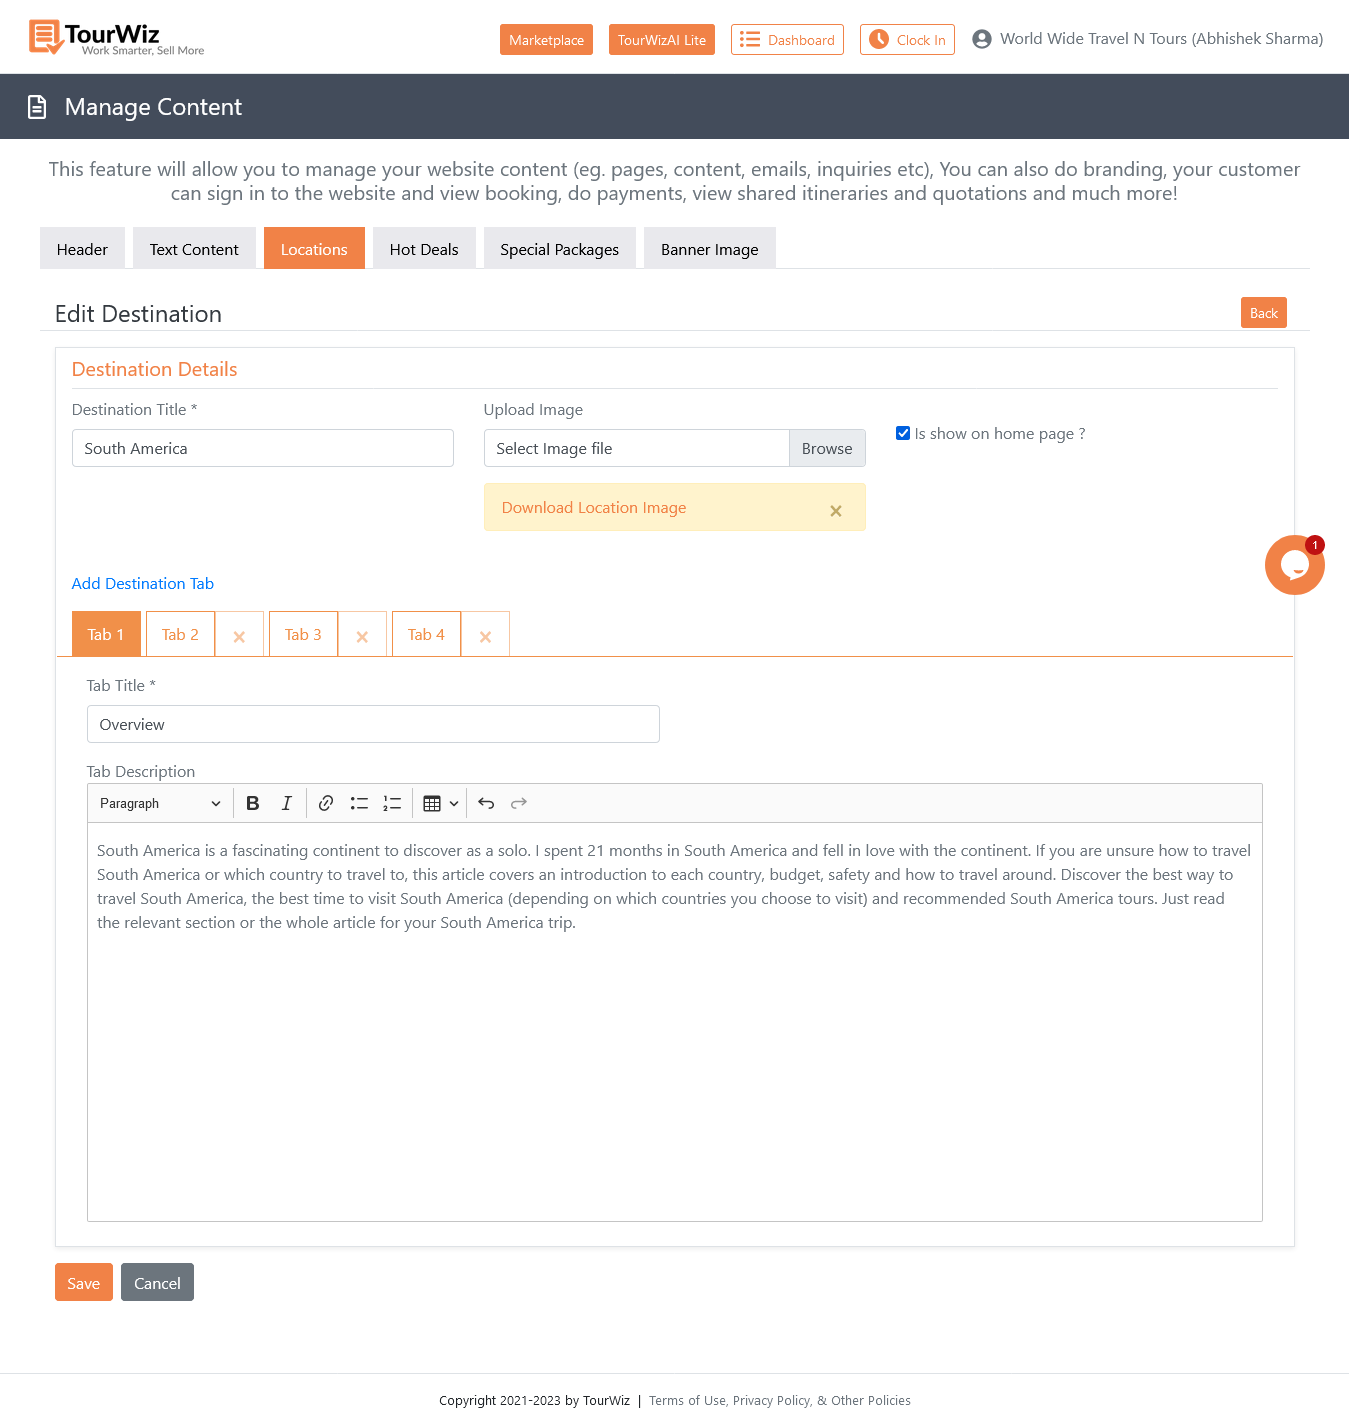 TourWiz
Work Smarter, Sell More
Marketplace
TourWizAI Lite
Dashboard
Clock In
World Wide Travel N Tours (Abhishek Sharma)
Manage Content
This feature will allow you to manage your website content (eg. pages, content, emails, inquiries etc), You can also do branding, your customer
can sign in to the website and view booking, do payments, view shared itineraries and quotations and much more!
Header
Text Content
Locations
Hot Deals
Special Packages
Banner Image
Edit Destination
Back
Destination Details
Destination Title *
Upload Image
Is show on home page ?
South America
Select Image file
Browse
Download Location Image
×
1
Add Destination Tab
Tab 1
Tab 2
×
Tab 3
×
Tab 4
×
Tab Title *
Overview
Tab Description
Paragraph
South America is a fascinating continent to discover as a solo. I spent 21 months in South America and fell in love with the continent. If you are unsure how to travel
South America or which country to travel to, this article covers an introduction to each country, budget, safety and how to travel around. Discover the best way to
travel South America, the best time to visit South America (depending on which countries you choose to visit) and recommended South America tours. Just read
the relevant section or the whole article for your South America trip.
Save
Cancel
Copyright 2021-2023 by TourWiz | Terms of Use, Privacy Policy, & Other Policies